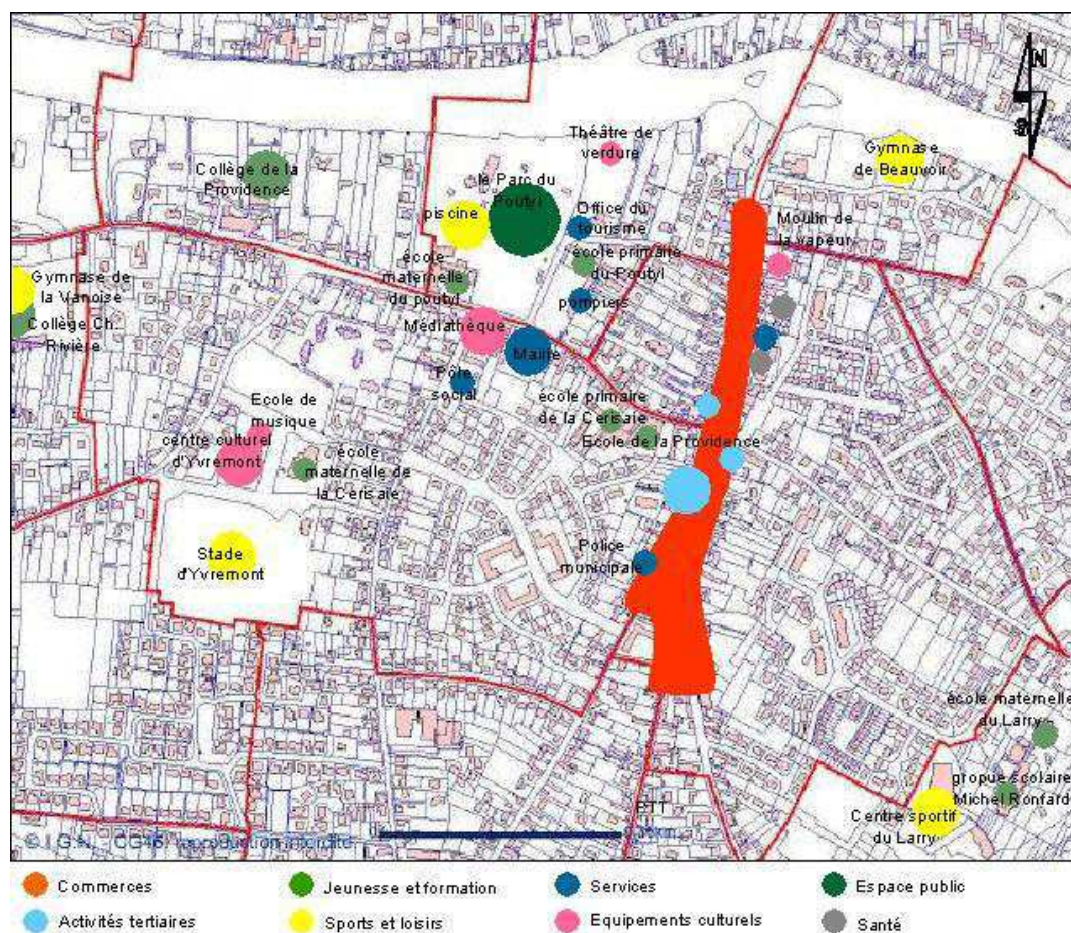 N
S
Théâtre de
verdure
Gymnase
de Beauvoir
Collège de la
Providence
le Parc du
Poutyl
piscine
Office du
tourisme
Moulin de
la vapeur
école
maternelle
du poutyl
école primaire
du Poutyl
pompiers
Gymnase de
la Vanoise
Collège Ch.
Rivière
Médiathèque
Mairie
Pôle
social
école primaire
de la Cerisaie
Ecole de la Providence
Ecole de
musique
centre culturel
d'Yvremont
école
maternelle de
la Cerisaie
Stade
d'Yvremont
Police
municipale
école maternelle
du Larry
gropue scolaire
Michel Ronfard
Centre sportif
du Larry
© I.G.N. - CG45, reproduction interdite
Commerces
Jeunesse et formation
Services
Espace public
Activités tertiaires
Sports et loisirs
Equipements culturels
Santé